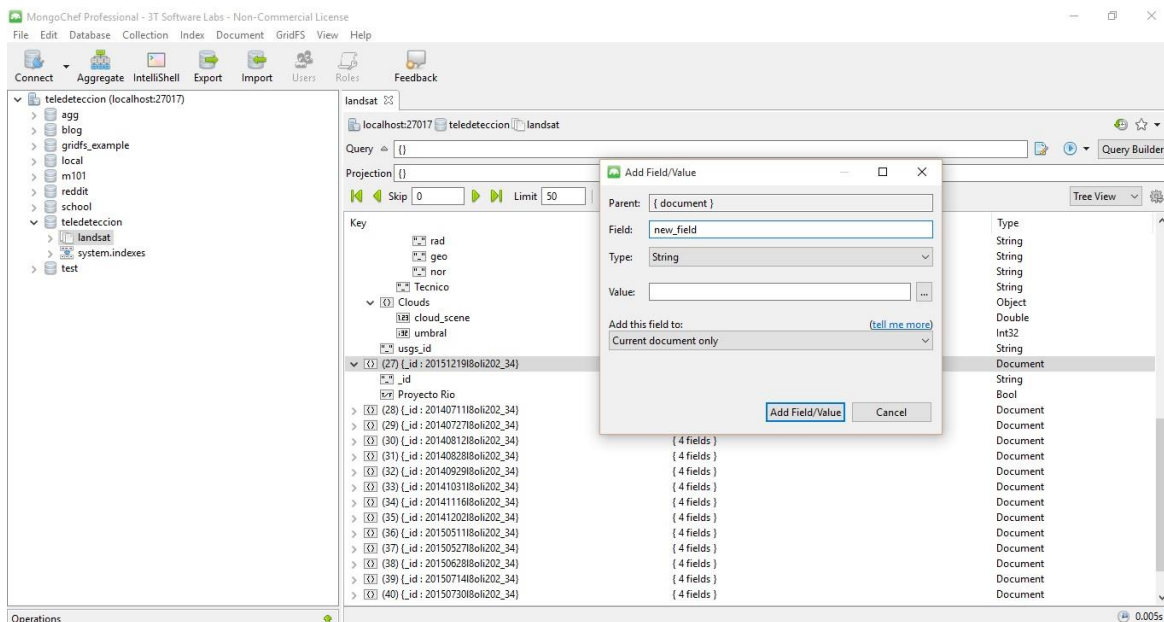 MongoChef Professional - 3T Software Labs - Non-Commercial License
File Edit Database Collection Index Document GridFS View Help
Connect Aggregate IntelliShell Export Import Users Roles Feedback
teledeteccion (localhost:27017)
agg
blog
gridfs_example
local
m101
reddit
school
teledeteccion
landsat
system.indexes
test
Operations
landsat
localhost:27017 teledeteccion landsat
Query {} Query Builder
Projection {}
Skip 0 Limit 50 Tree View
Key Type
rad String
geo String
nor String
Tecnico String
Clouds Object
cloud_scene Double
umbral Int32
usgs_id String
(27) {_id : 20151219l8oli202_34} Document
_id String
Proyecto Rio Bool
(28) {_id : 20140711l8oli202_34} Document
(29) {_id : 20140727l8oli202_34} Document
(30) {_id : 20140812l8oli202_34} { 4 fields } Document
(31) {_id : 20140828l8oli202_34} { 4 fields } Document
(32) {_id : 20140929l8oli202_34} { 4 fields } Document
(33) {_id : 20141031l8oli202_34} { 4 fields } Document
(34) {_id : 20141116l8oli202_34} { 4 fields } Document
(35) {_id : 20141202l8oli202_34} { 4 fields } Document
(36) {_id : 20150511l8oli202_34} { 4 fields } Document
(37) {_id : 20150527l8oli202_34} { 4 fields } Document
(38) {_id : 20150628l8oli202_34} { 4 fields } Document
(39) {_id : 20150714l8oli202_34} { 4 fields } Document
(40) {_id : 20150730l8oli202_34} { 4 fields } Document
0.005s
Add Field/Value
Parent: { document }
Field: new_field
Type: String
Value: ...
Add this field to: (tell me more)
Current document only
Add Field/Value Cancel